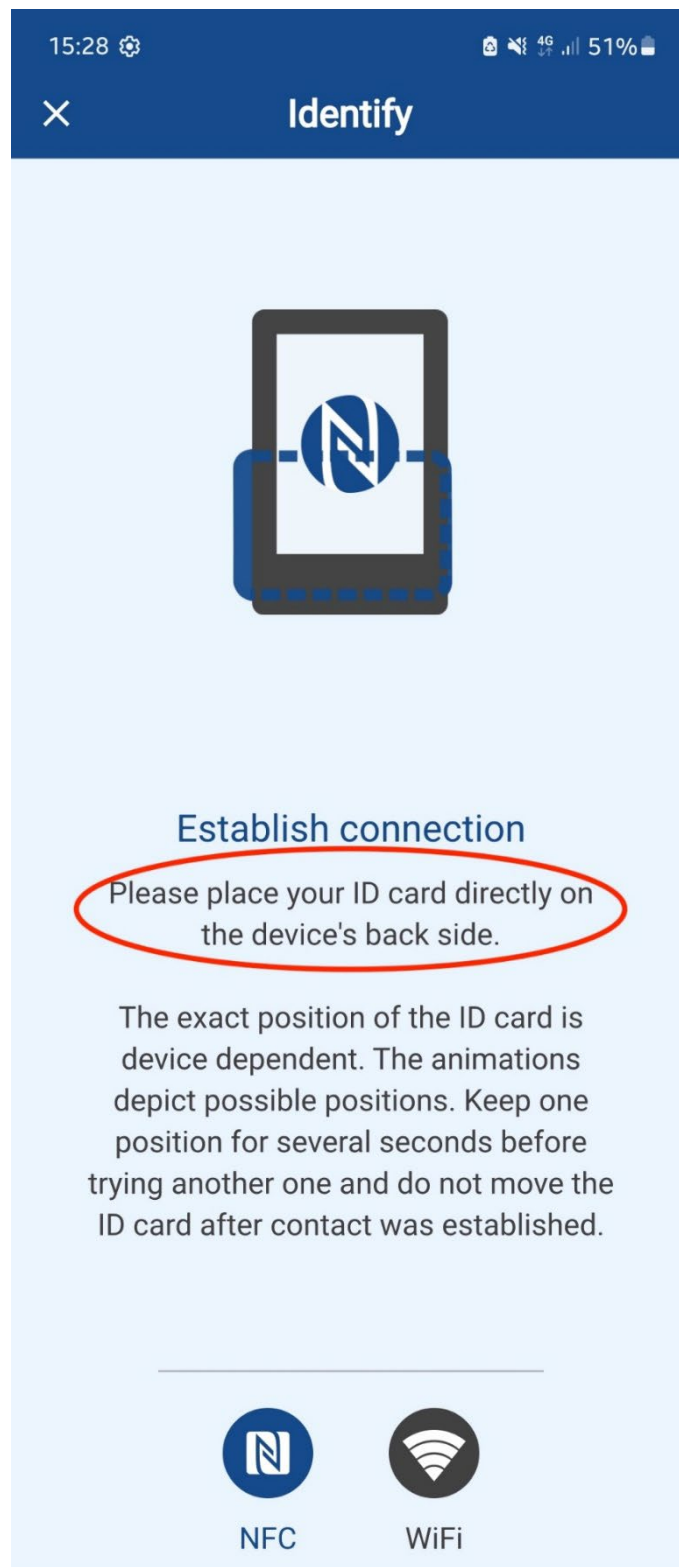 15:28
4G 51%
Identify
Establish connection
Please place your ID card directly on
the device's back side.
The exact position of the ID card is
device dependent. The animations
depict possible positions. Keep one
position for several seconds before
trying another one and do not move the
ID card after contact was established.
NFC WiFi